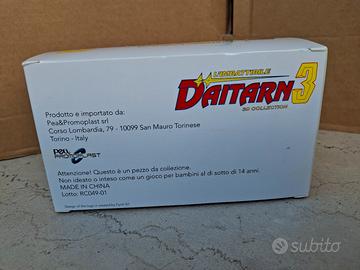 L'IMBATTIBILE
DAITARN 3
3D COLLECTION
Prodotto e importato da:
Pea&Promoplast srl
Corso Lombardia, 79 - 10099 San Mauro Torinese
Torino - Italy
pea
PROMOPLAST
Attenzione! Questo è un pezzo da collezione.
Non ideato o inteso come un gioco per bambini al di sotto di 14 anni.
MADE IN CHINA
Lotto: RC049-01
subito